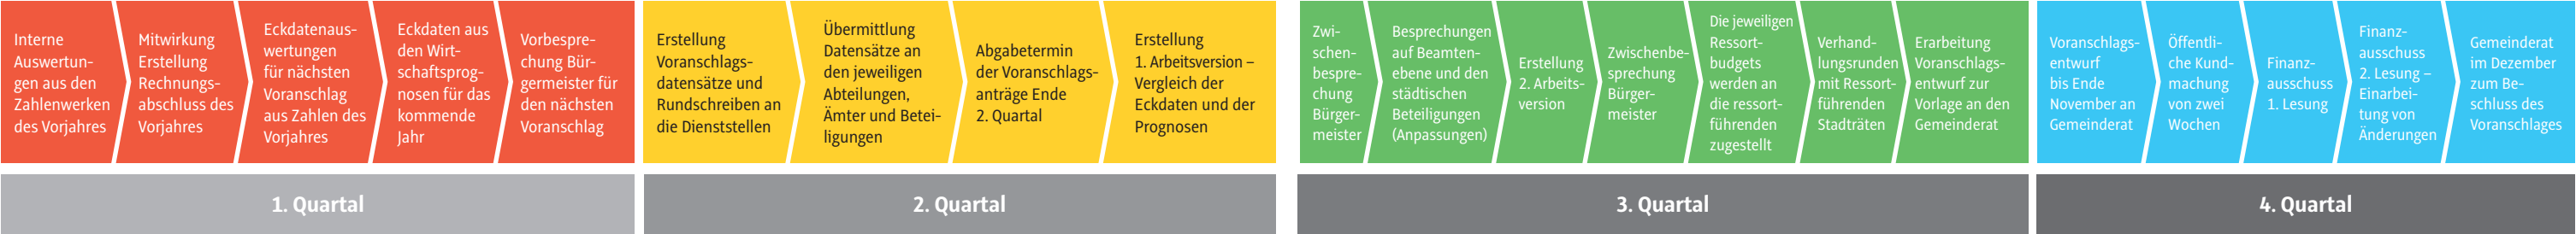 Interne
Auswertun-
gen aus den
Zahlenwerken
des Vorjahres
Mitwirkung
Erstellung
Rechnungs-
abschluss des
Vorjahres
Eckdatenaus-
wertungen
für nächsten
Voranschlag
aus Zahlen des
Vorjahres
Eckdaten aus
den Wirt-
schaftsprog-
nosen für das
kommende
Jahr
Vorbespre-
chung Bür-
germeister für
den nächsten
Voranschlag
1. Quartal
Erstellung
Voranschlags-
datensätze und
Rundschreiben an
die Dienststellen
Übermittlung
Datensätze an
den jeweiligen
Abteilungen,
Ämter und Betei-
ligungen
Abgabetermin
der Voranschlags-
anträge Ende
2. Quartal
Erstellung
1. Arbeitsversion –
Vergleich der
Eckdaten und der
Prognosen
2. Quartal
Zwi-
schen-
bespre-
chung
Bürger-
meister
Besprechungen
auf Beamten-
ebene und den
städtischen
Beteiligungen
(Anpassungen)
Erstellung
2. Arbeits-
version
Zwischenbe-
sprechung
Bürger-
meister
Die jeweiligen
Ressort-
budgets
werden an
die ressort-
führenden
zugestellt
Verhand-
lungsrunden
mit Ressort-
führenden
Stadträten
Erarbeitung
Voranschlags-
entwurf zur
Vorlage an den
Gemeinderat
3. Quartal
Voranschlags-
entwurf
bis Ende
November an
Gemeinderat
Öffentli-
che Kund-
machung
von zwei
Wochen
Finanz-
ausschuss
1. Lesung
Finanz-
ausschuss
2. Lesung –
Einarbei-
tung von
Änderungen
Gemeinderat
im Dezember
zum Be-
schluss des
Voranschlages
4. Quartal